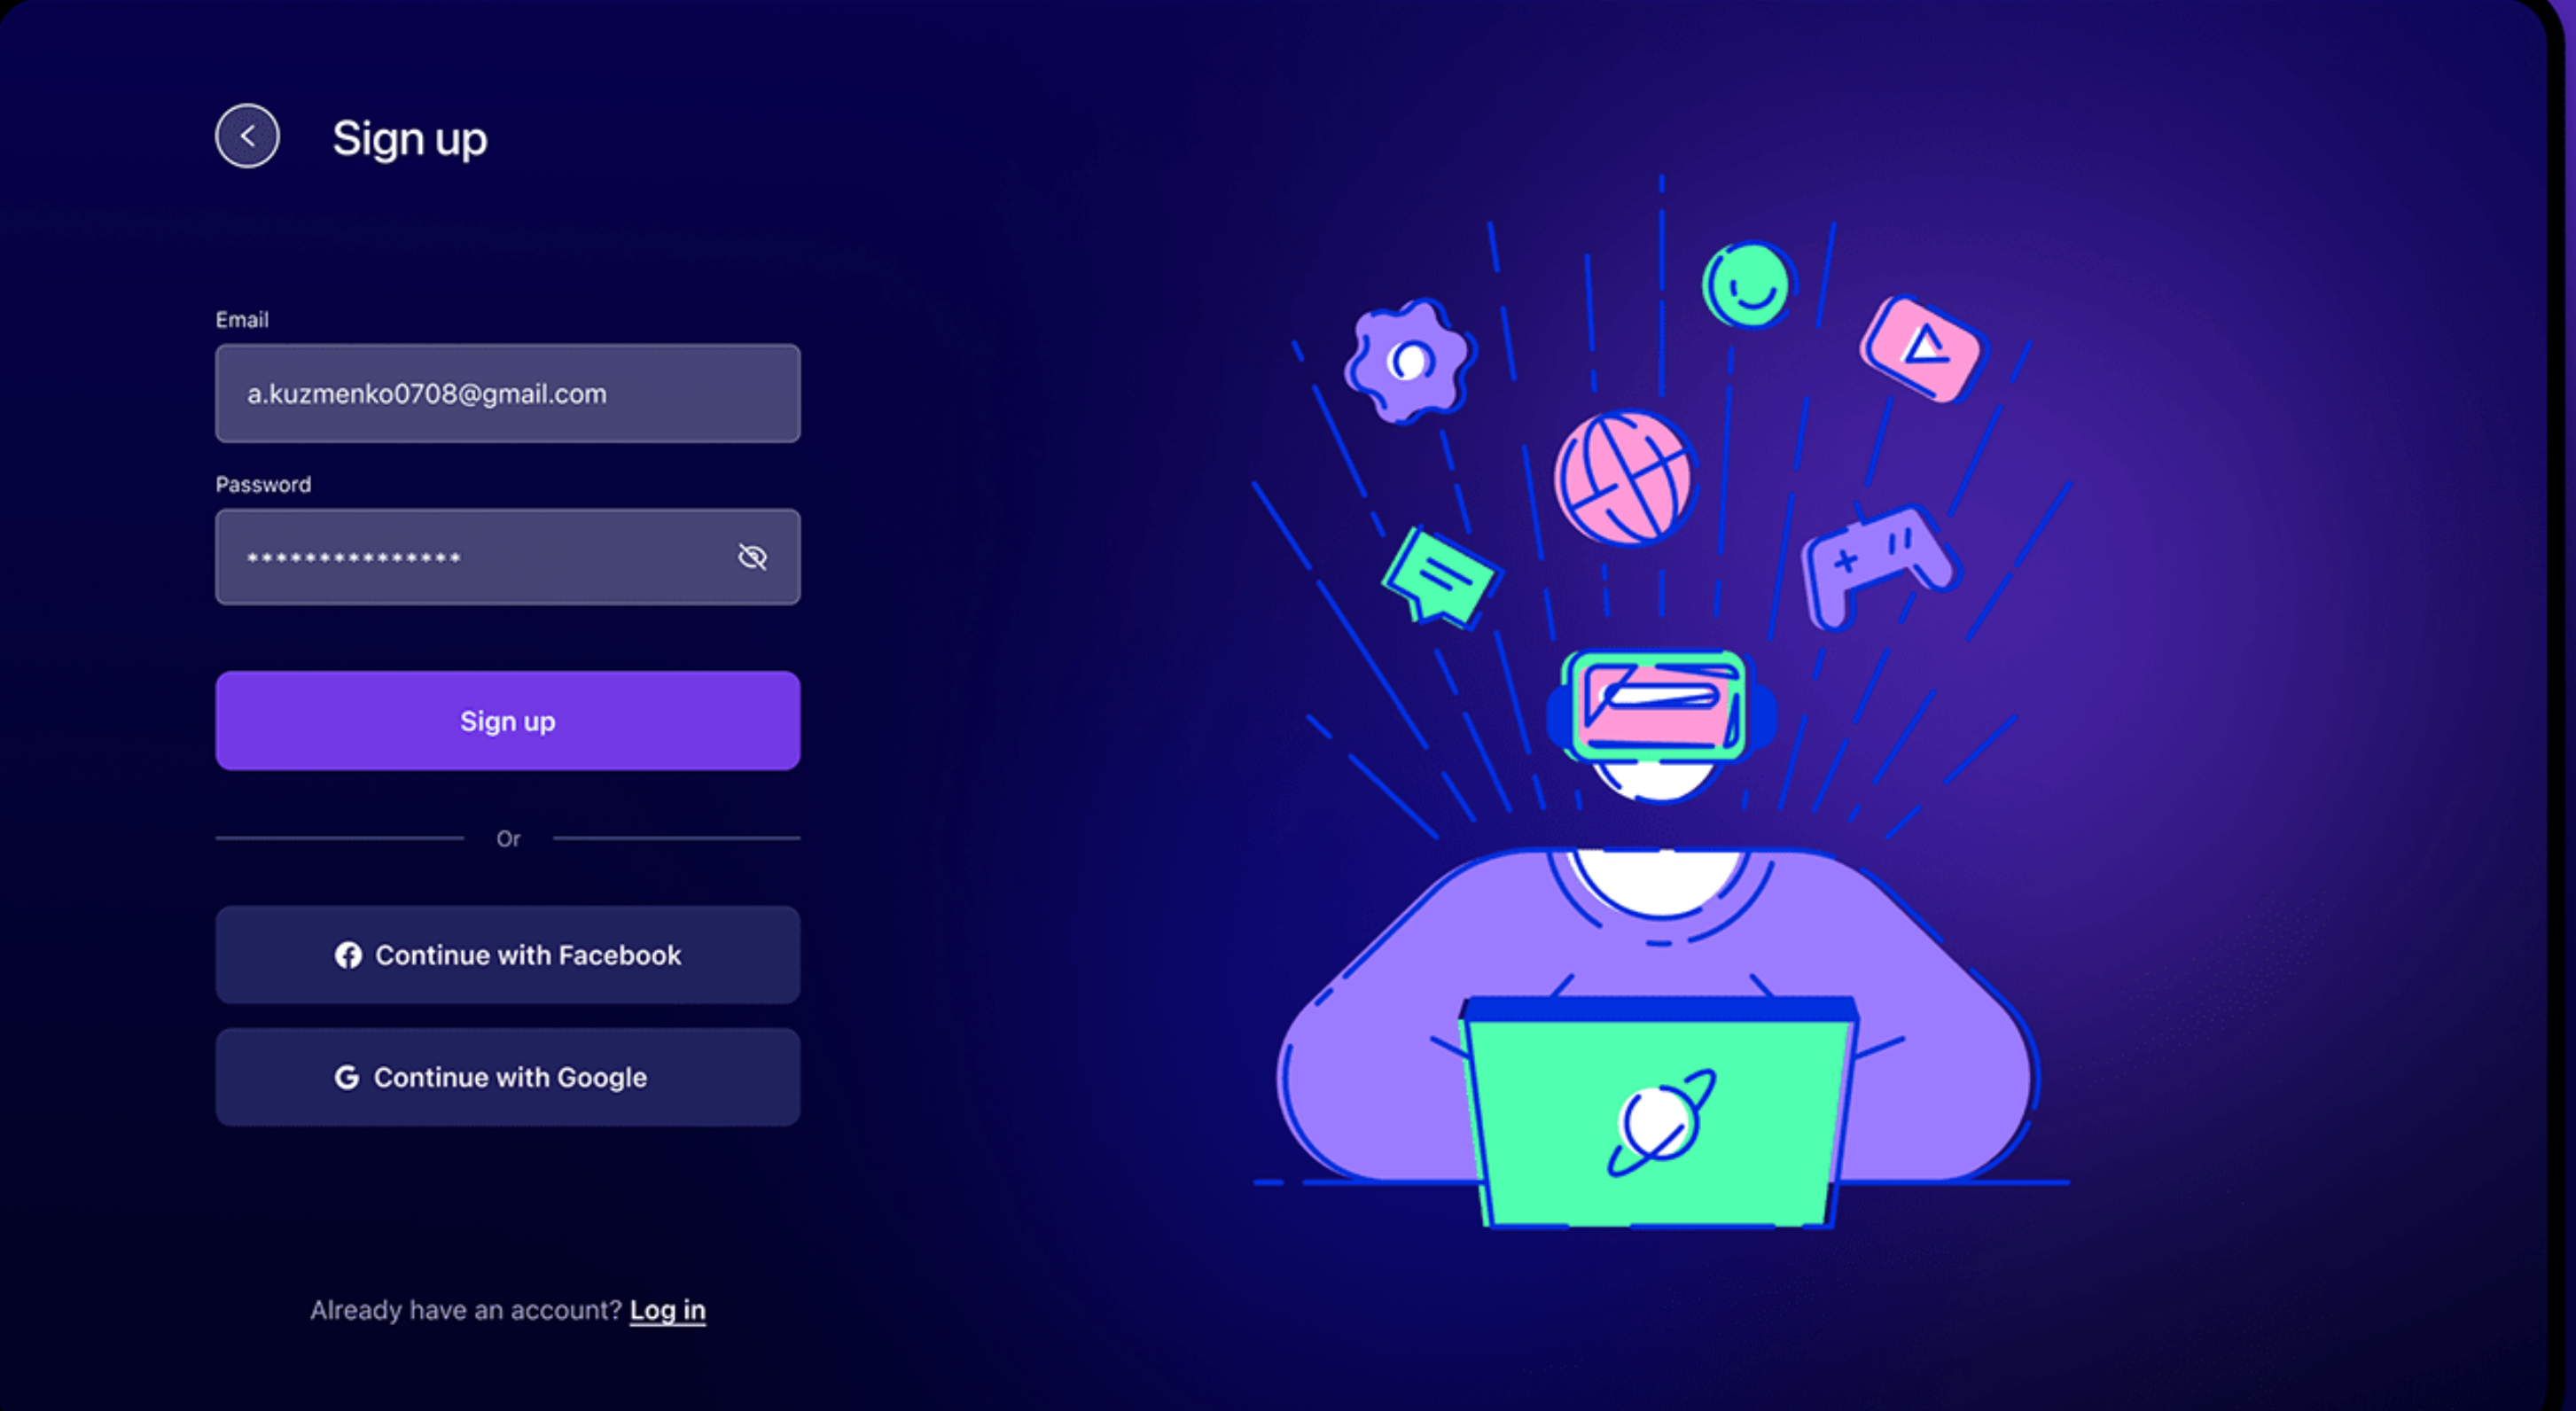 Sign up
Email
a.kuzmenko0708@gmail.com
Password
***************
Sign up
Or
Continue with Facebook
Continue with Google
Already have an account? Log in